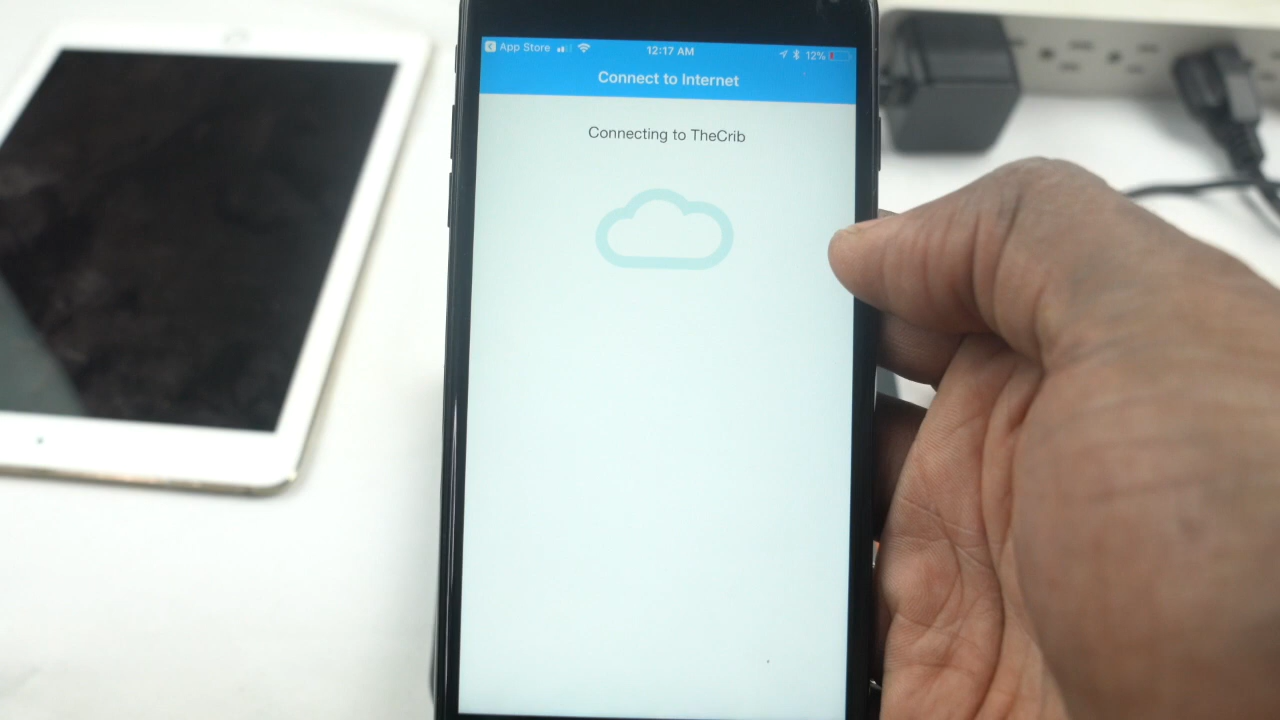 App Store 12:17 AM 12%
Connect to Internet
Connecting to TheCrib